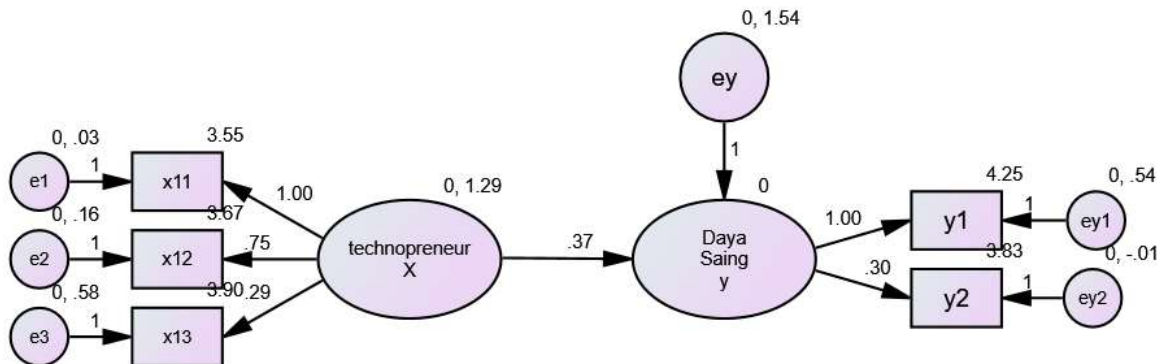 0, 1.54
ey
1
0, .03
e1
1
3.55
x11
1.00
0, .16
e2
1
3.67
x12
.75
0, .58
e3
1
3.90
x13
.29
0, 1.29
technopreneur
X
.37
0
Daya
Saing
y
1.00
4.25
y1
1
0, .54
ey1
.30
3.83
y2
1
0, -.01
ey2